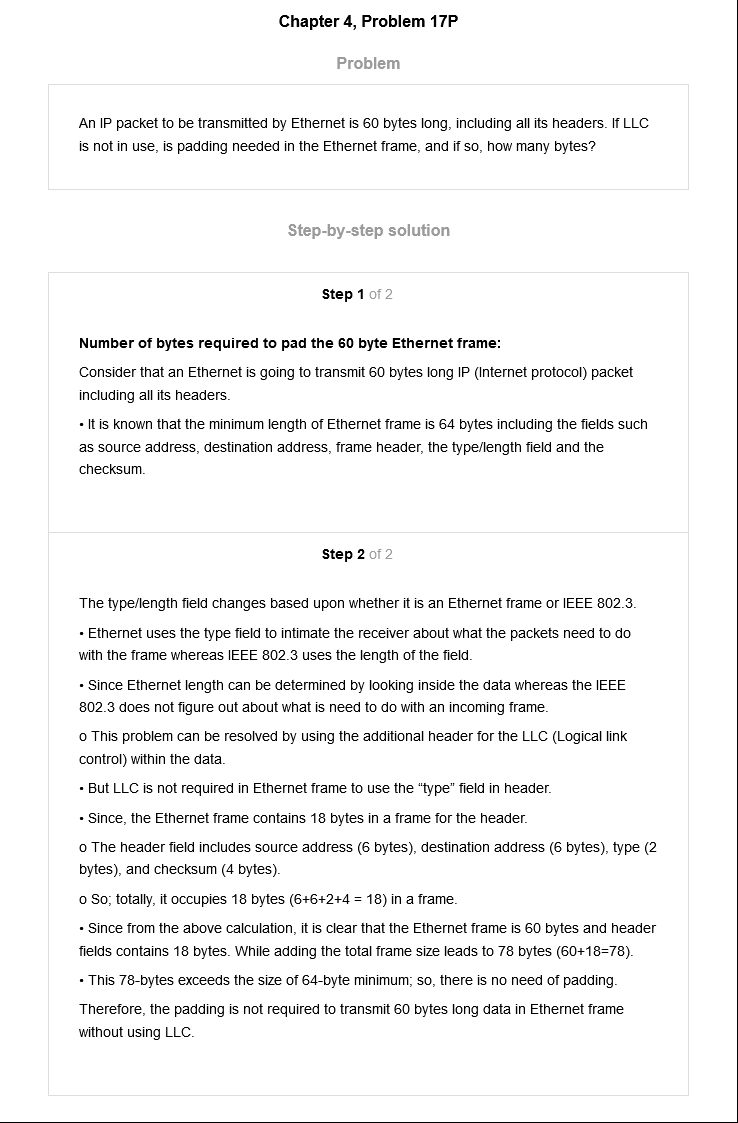 Chapter 4, Problem 17P
Problem
An IP packet to be transmitted by Ethernet is 60 bytes long, including all its headers. If LLC
is not in use, is padding needed in the Ethernet frame, and if so, how many bytes?
Step-by-step solution
Step 1 of 2
Number of bytes required to pad the 60 byte Ethernet frame:
Consider that an Ethernet is going to transmit 60 bytes long IP (Internet protocol) packet
including all its headers.
• It is known that the minimum length of Ethernet frame is 64 bytes including the fields such
as source address, destination address, frame header, the type/length field and the
checksum.
Step 2 of 2
The type/length field changes based upon whether it is an Ethernet frame or IEEE 802.3.
• Ethernet uses the type field to intimate the receiver about what the packets need to do
with the frame whereas IEEE 802.3 uses the length of the field.
• Since Ethernet length can be determined by looking inside the data whereas the IEEE
802.3 does not figure out about what is need to do with an incoming frame.
o This problem can be resolved by using the additional header for the LLC (Logical link
control) within the data.
• But LLC is not required in Ethernet frame to use the “type” field in header.
• Since, the Ethernet frame contains 18 bytes in a frame for the header.
o The header field includes source address (6 bytes), destination address (6 bytes), type (2
bytes), and checksum (4 bytes).
o So; totally, it occupies 18 bytes (6+6+2+4 = 18) in a frame.
• Since from the above calculation, it is clear that the Ethernet frame is 60 bytes and header
fields contains 18 bytes. While adding the total frame size leads to 78 bytes (60+18=78).
• This 78-bytes exceeds the size of 64-byte minimum; so, there is no need of padding.
Therefore, the padding is not required to transmit 60 bytes long data in Ethernet frame
without using LLC.